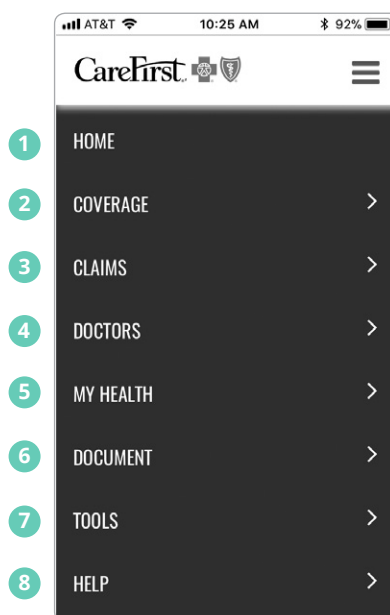 AT&T 10:25 AM 92%
CareFirst.
1 HOME
2 COVERAGE
3 CLAIMS
4 DOCTORS
5 MY HEALTH
6 DOCUMENT
7 TOOLS
8 HELP